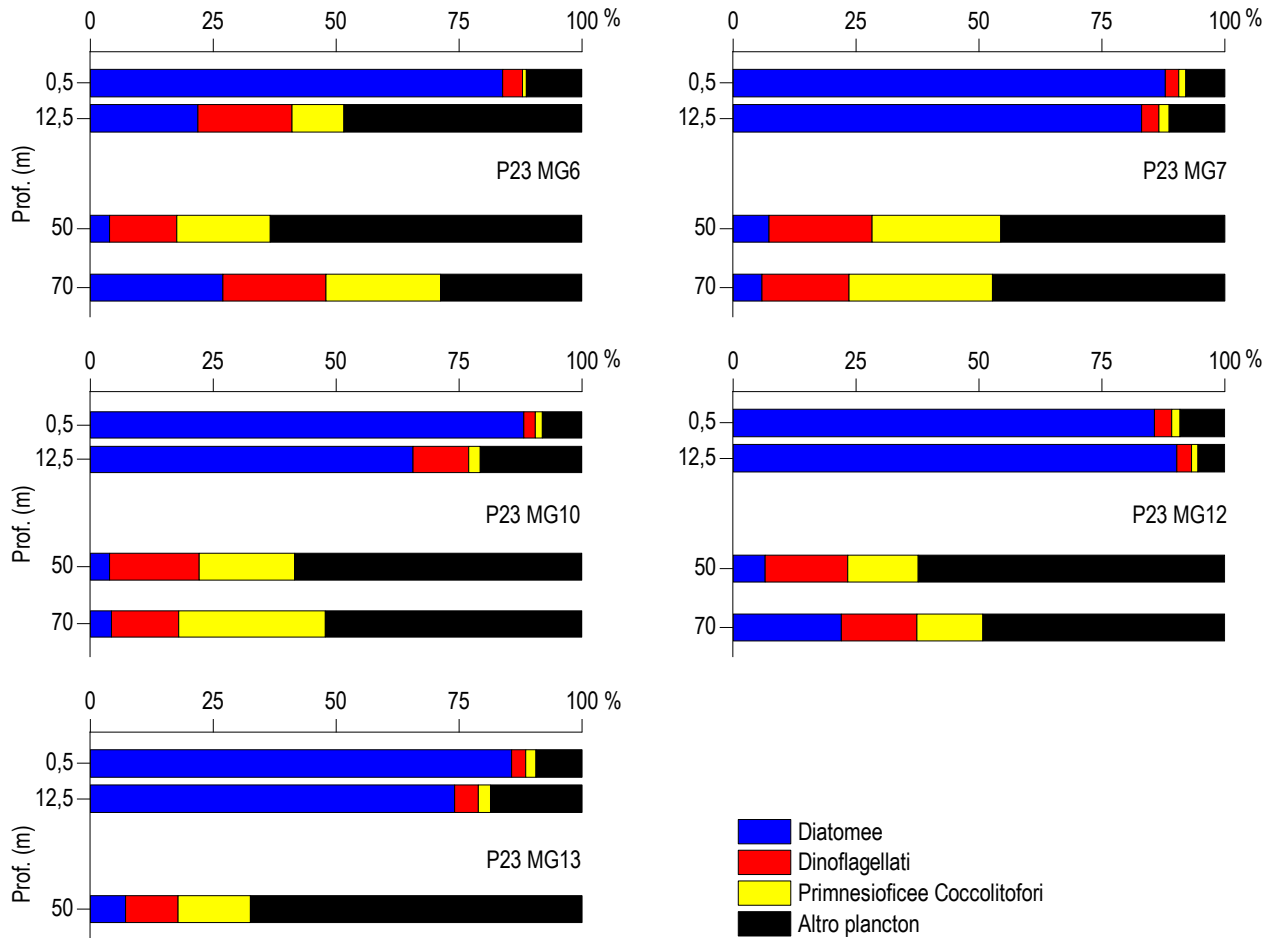 0 25 50 75 100 %
0,5
12,5
Prof. (m)
P23 MG6
50
70
0 25 50 75 100 %
0,5
12,5
P23 MG7
50
70
0 25 50 75 100 %
0,5
12,5
Prof. (m)
P23 MG10
50
70
0 25 50 75 100 %
0,5
12,5
P23 MG12
50
70
0 25 50 75 100 %
0,5
12,5
Prof. (m)
P23 MG13
50
Diatomee
Dinoflagellati
Primnesioficee Coccolitofori
Altro plancton